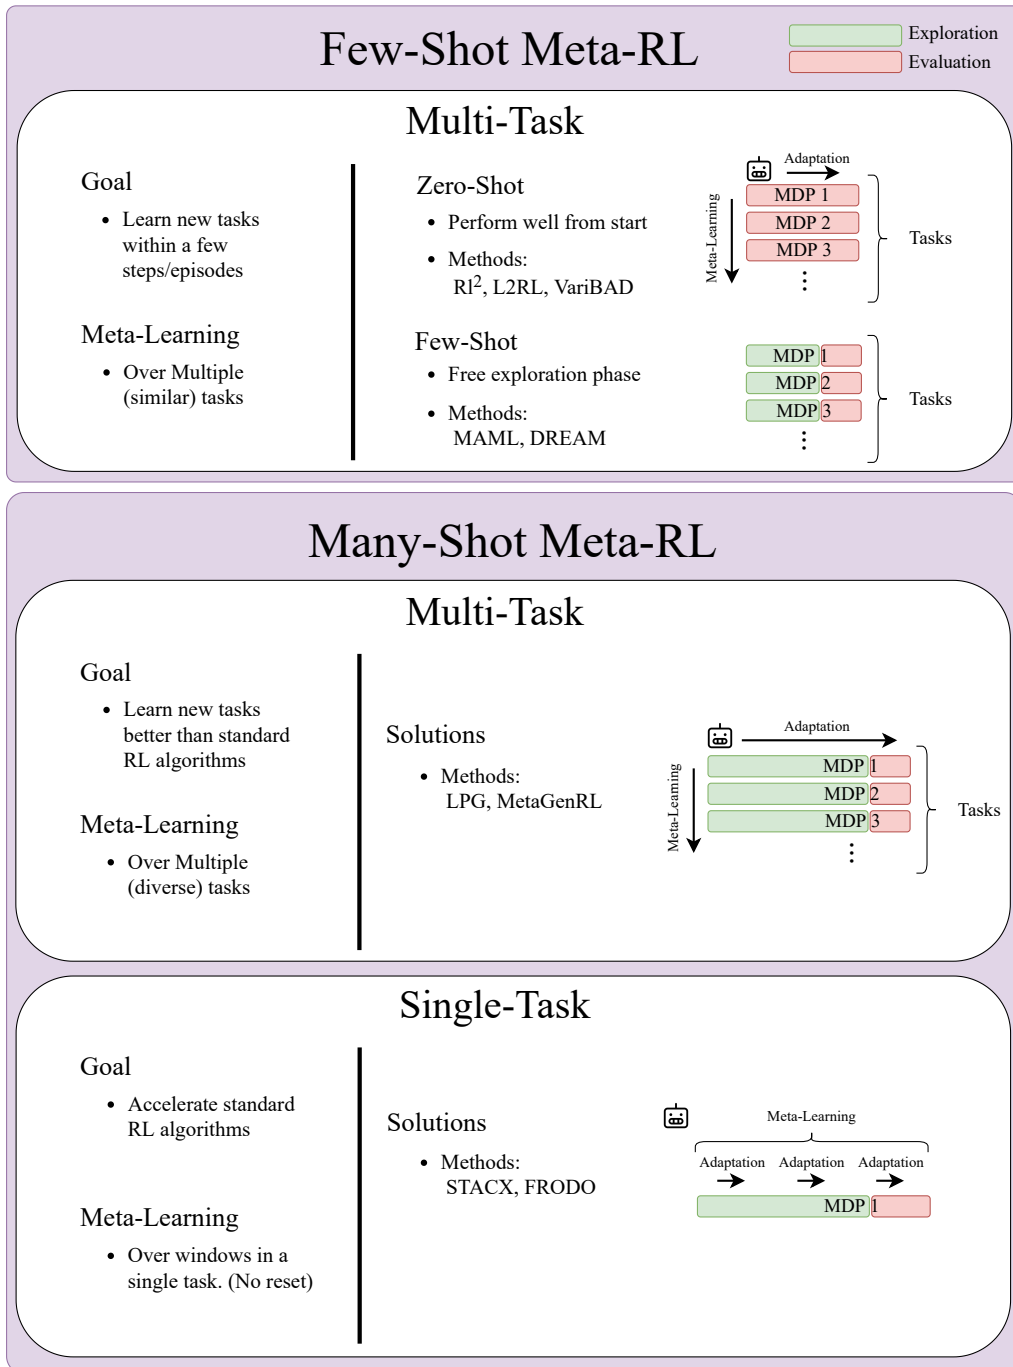 Few-Shot Meta-RL
Exploration
Evaluation
Multi-Task
Goal
• Learn new tasks
within a few
steps/episodes
Meta-Learning
• Over Multiple
(similar) tasks
Zero-Shot
• Perform well from start
• Methods:
Rl², L2RL, VariBAD
Adaptation
Meta-Learning
MDP 1
MDP 2
MDP 3
⋮
Tasks
Few-Shot
• Free exploration phase
• Methods:
MAML, DREAM
MDP 1
MDP 2
MDP 3
⋮
Tasks
Many-Shot Meta-RL
Multi-Task
Goal
• Learn new tasks
better than standard
RL algorithms
Meta-Learning
• Over Multiple
(diverse) tasks
Solutions
• Methods:
LPG, MetaGenRL
Adaptation
Meta-Learning
MDP 1
MDP 2
MDP 3
⋮
Tasks
Single-Task
Goal
• Accelerate standard
RL algorithms
Meta-Learning
• Over windows in a
single task. (No reset)
Solutions
• Methods:
STACX, FRODO
Meta-Learning
Adaptation Adaptation Adaptation
MDP 1